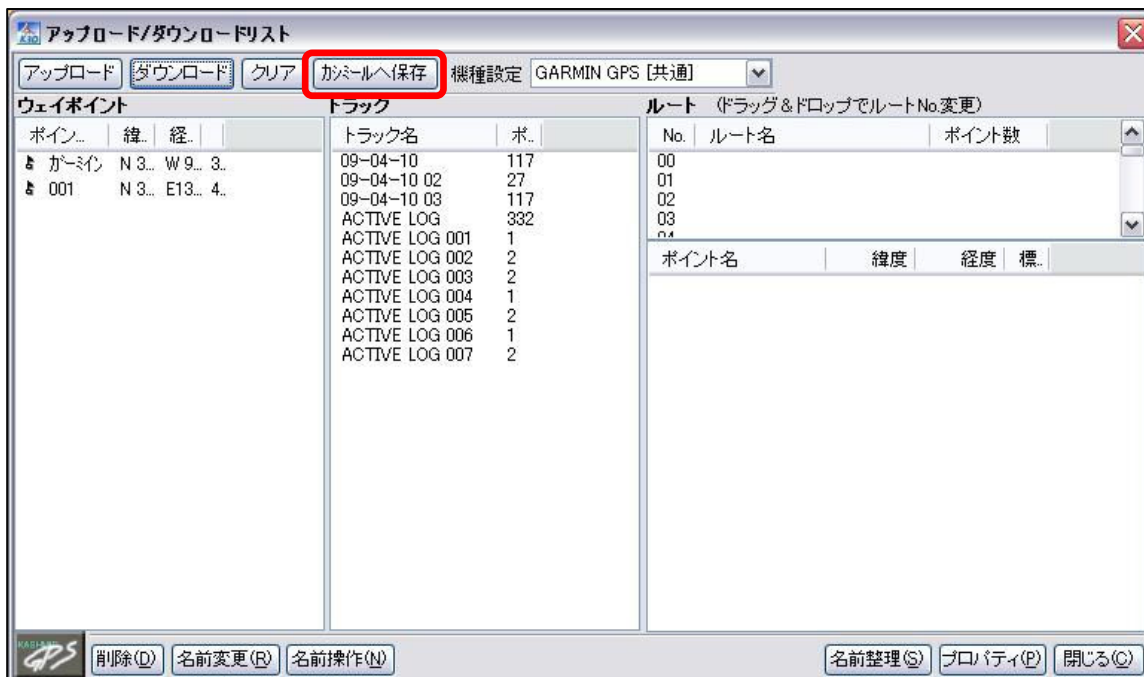 アップロード/ダウンロードリスト
アップロード ダウンロード クリア カシミールへ保存 機種設定 GARMIN GPS [共通]
ウェイポイント
ポイン... 緯.. 経..
ガーミン N 3... W 9... 3..
001 N 3... E13... 4..
トラック
トラック名 ポ..
09-04-10 117
09-04-10 02 27
09-04-10 03 117
ACTIVE LOG 332
ACTIVE LOG 001 1
ACTIVE LOG 002 2
ACTIVE LOG 003 2
ACTIVE LOG 004 1
ACTIVE LOG 005 2
ACTIVE LOG 006 1
ACTIVE LOG 007 2
ルート (ドラッグ&ドロップでルートNo.変更)
No. ルート名 ポイント数
00
01
02
03
04
ポイント名 緯度 経度 標..
GPS 削除(D) 名前変更(R) 名前操作(N) 名前整理(S) プロパティ(P) 閉じる(C)